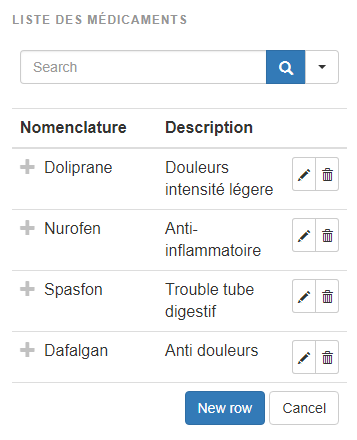 LISTE DES MÉDICAMENTS
Search
Nomenclature Description
Doliprane Douleurs
intensité légere
Nurofen Anti-
inflammatoire
Spasfon Trouble tube
digestif
Dafalgan Anti douleurs
New row Cancel